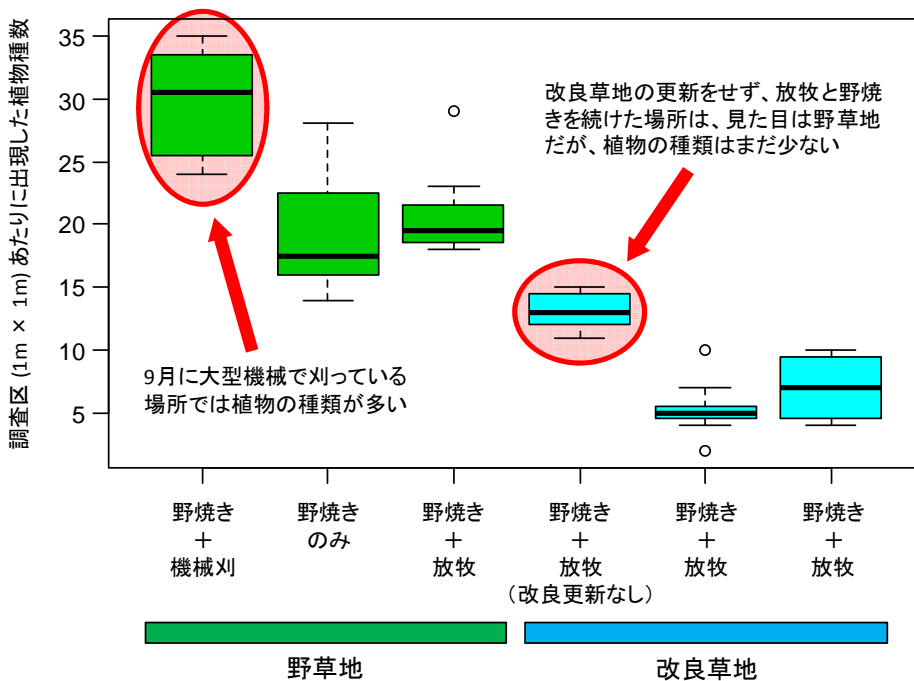 調査区 (1m × 1m) あたりに出現した植物種数
35
30
25
20
15
10
5
改良草地の更新をせず、放牧と野焼
きを続けた場所は、見た目は野草地
だが、植物の種類はまだ少ない
9月に大型機械で刈っている
場所では植物の種類が多い
野焼き
＋
機械刈
野焼き
のみ
野焼き
＋
放牧
野焼き
＋
放牧
（改良更新なし）
野焼き
＋
放牧
野焼き
＋
放牧
野草地
改良草地